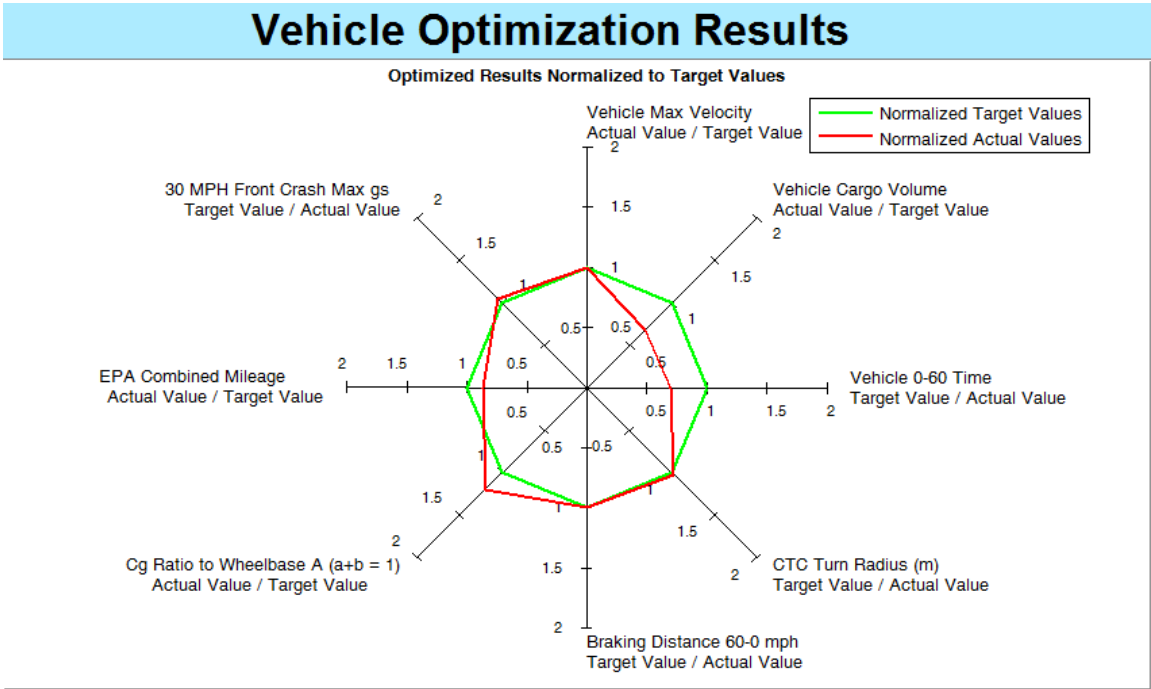 Vehicle Optimization Results
Optimized Results Normalized to Target Values
Vehicle Max Velocity
Actual Value / Target Value
Normalized Target Values
Normalized Actual Values
30 MPH Front Crash Max gs
Target Value / Actual Value
Vehicle Cargo Volume
Actual Value / Target Value
2
2
2
1.5
1.5
1.5
1
1
1
0.5
0.5
0.5
EPA Combined Mileage
Actual Value / Target Value
2
1.5
1
0.5
0.5
0.5
1
1.5
2
Vehicle 0-60 Time
Target Value / Actual Value
0.5
0.5
1
1
1
1.5
1.5
1.5
2
2
2
Cg Ratio to Wheelbase A (a+b = 1)
Actual Value / Target Value
CTC Turn Radius (m)
Target Value / Actual Value
Braking Distance 60-0 mph
Target Value / Actual Value